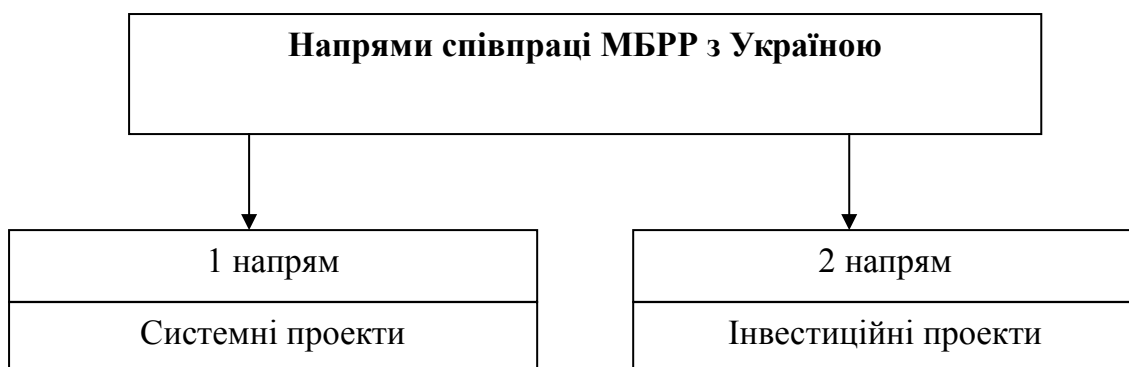 Напрями співпраці МБРР з Україною
1 напрям
2 напрям
Системні проекти
Інвестиційні проекти